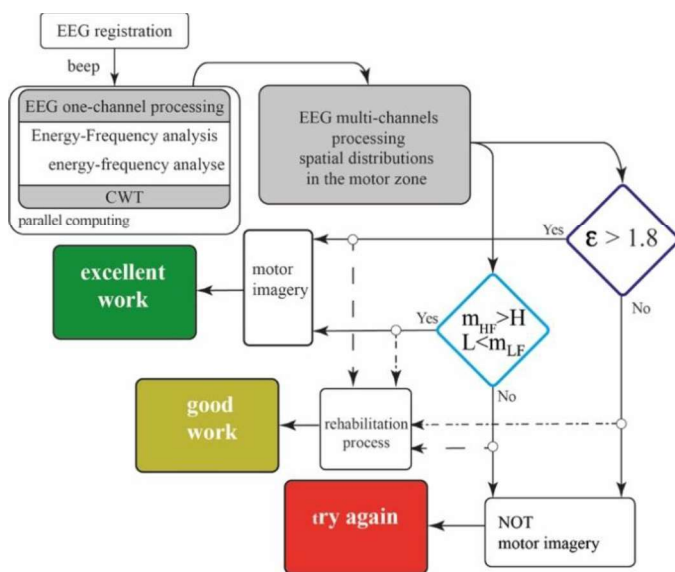 EEG registration
beep
EEG one-channel processing
Energy-Frequency analysis
energy-frequency analyse
CWT
parallel computing
EEG multi-channels
processing
spatial distributions
in the motor zone
ε > 1.8
Yes
No
excellent
work
motor
imagery
Yes
m_HF>H
L<m_LF
No
good
work
rehabilitation
process
try again
NOT
motor imagery